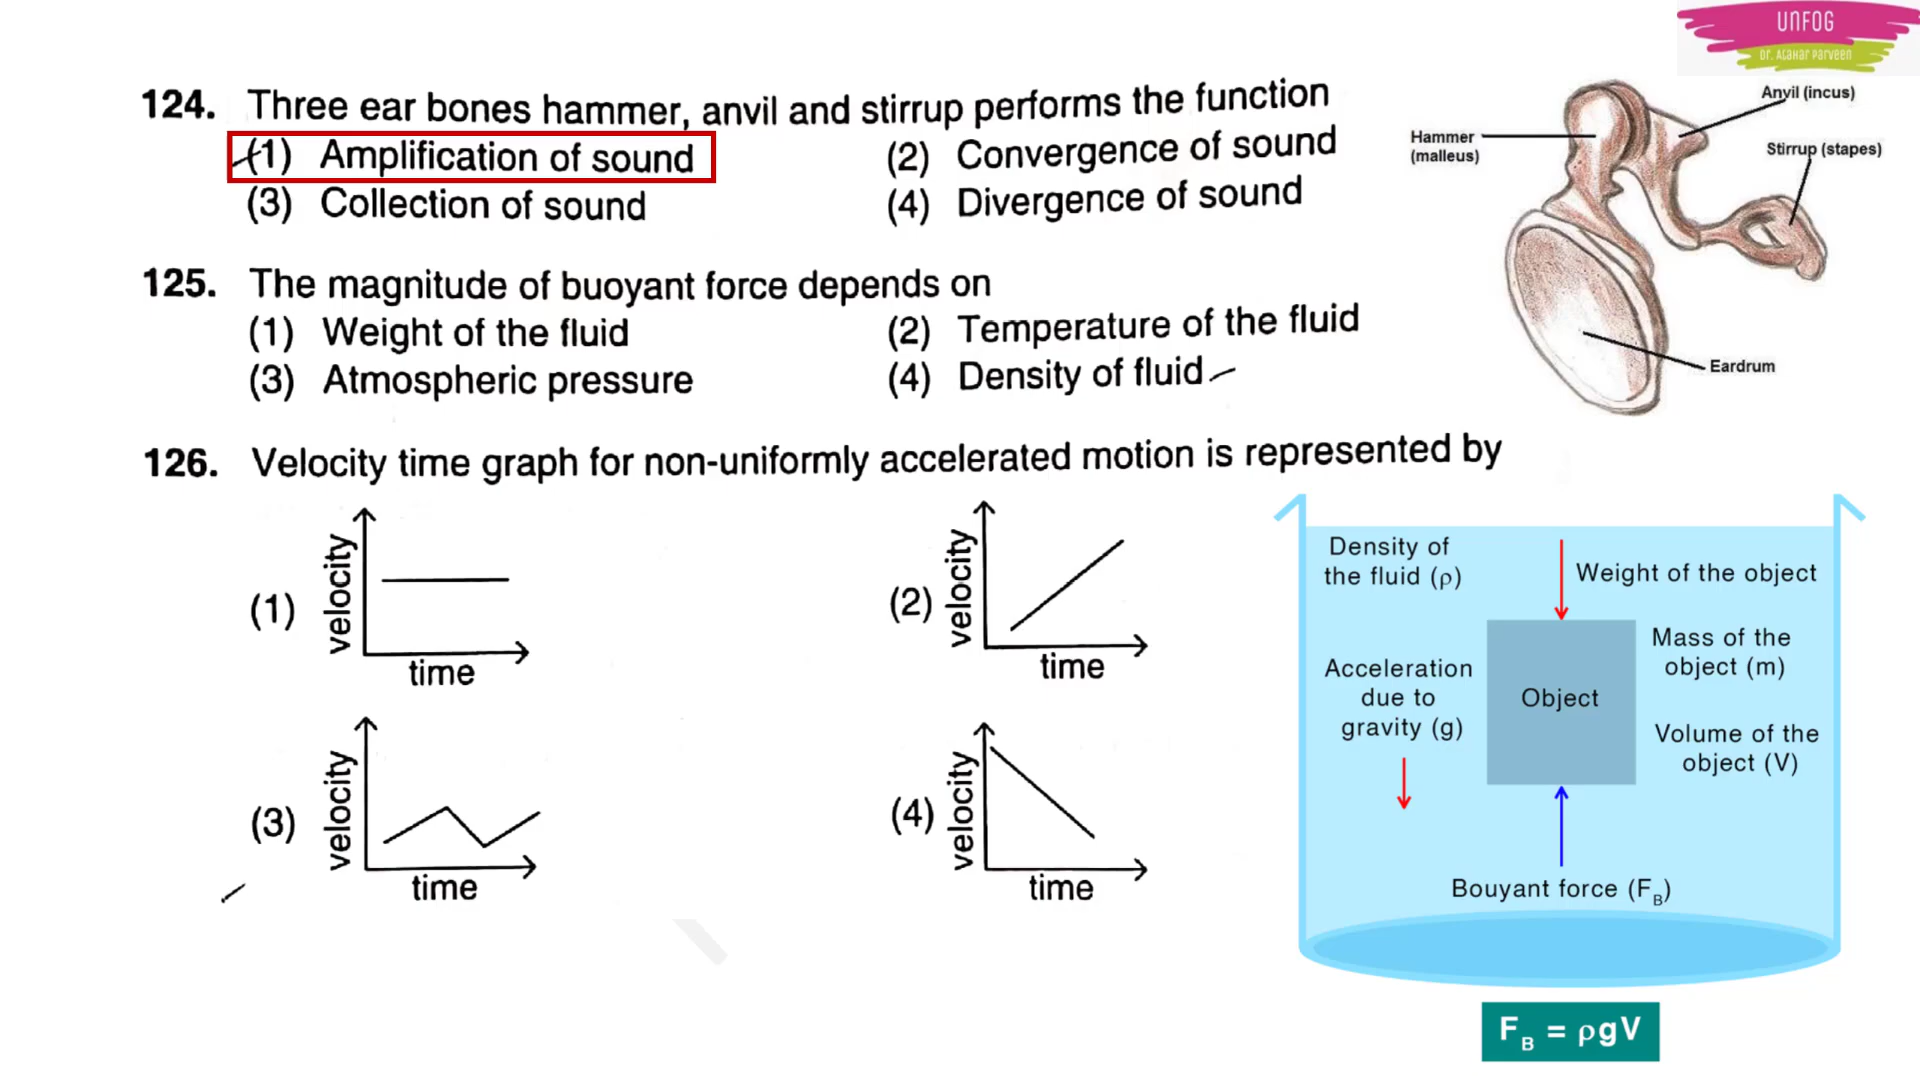 UNFOG
Dr. Atahar Parveen
124. Three ear bones hammer, anvil and stirrup performs the function
(1) Amplification of sound
(2) Convergence of sound
(3) Collection of sound
(4) Divergence of sound
Anvil (incus)
Hammer
(malleus)
Stirrup (stapes)
Eardrum
125. The magnitude of buoyant force depends on
(1) Weight of the fluid
(2) Temperature of the fluid
(3) Atmospheric pressure
(4) Density of fluid
126. Velocity time graph for non-uniformly accelerated motion is represented by
(1)
velocity
time
(2)
velocity
time
(3)
velocity
time
(4)
velocity
time
Density of
the fluid (ρ)
Weight of the object
Mass of the
object (m)
Acceleration
due to
gravity (g)
Object
Volume of the
object (V)
Bouyant force (F_B)
F_B = ρgV